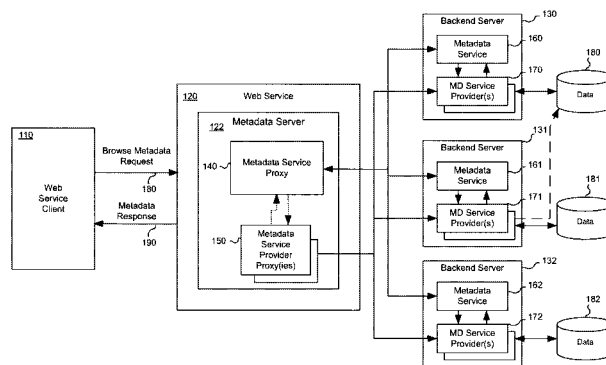 110
Web
Service
Client
Browse Metadata
Request
180
Metadata
Response
190
120
Web Service
122
Metadata Server
140
Metadata Service
Proxy
150
Metadata
Service
Provider
Proxy(ies)
Backend Server
130
Metadata
Service
160
MD Service
Provider(s)
170
180
Data
Backend Server
131
Metadata
Service
161
MD Service
Provider(s)
171
181
Data
Backend Server
132
Metadata
Service
162
MD Service
Provider(s)
172
182
Data